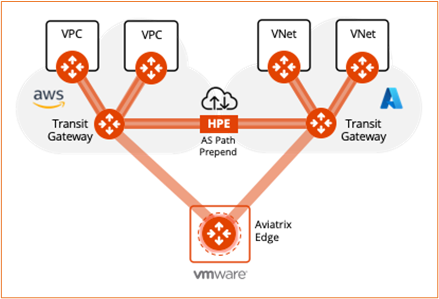 VPC
VPC
VNet
VNet
aws
Transit
Gateway
HPE
AS Path
Prepend
Transit
Gateway
Aviatrix
Edge
vmware